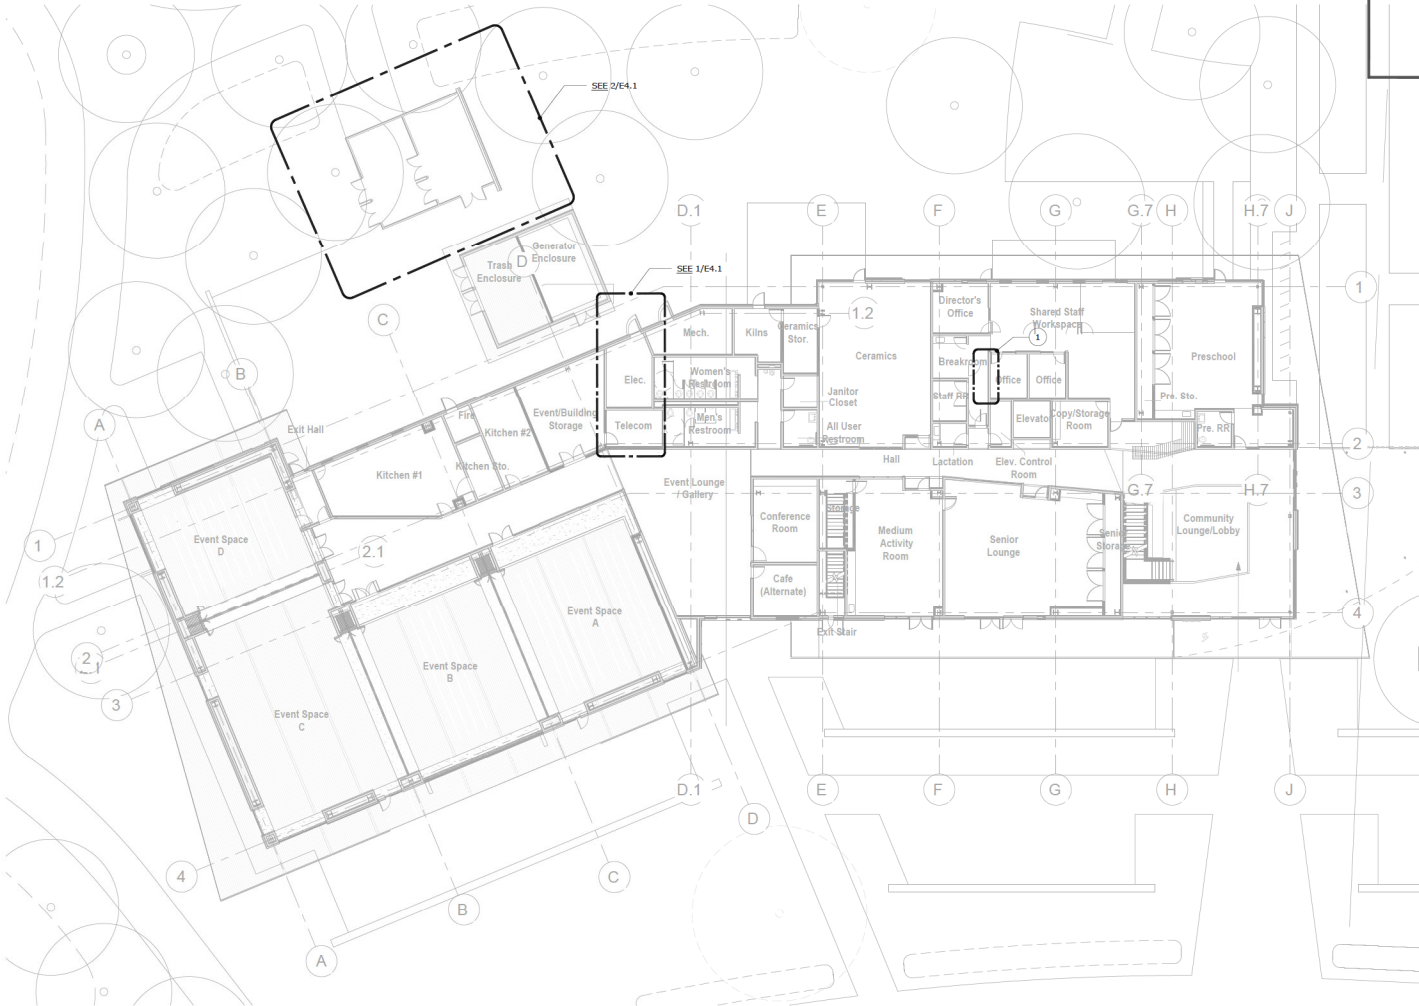 SEE 2/E4.1
D.1
E
F
G
G.7
H
H.7
J
Generator
Enclosure
D
Trash
Enclosure
SEE 1/E4.1
1
Director's
Office
1.2
Shared Staff
Workspace
C
Mech.
Kilns
Ceramics
Stor.
1
Ceramics
Breakroom
Preschool
B
Elec.
Women's
Restroom
Office
Office
Janitor
Closet
Staff RR
Pre. Sto.
A
Fire
Event/Building
Storage
Telecom
Men's
Restroom
All User
Restroom
Elevator
Copy/Storage
Room
Pre. RR
Exit Hall
Kitchen #2
2
Kitchen #1
Kitchen Sto.
Hall
Lactation
Elev. Control
Room
Event Lounge
/ Gallery
G.7
H.7
3
Storage
Conference
Room
Medium
Activity
Room
Senior
Lounge
Senior
Storage
Community
Lounge/Lobby
1
Event Space
D
2.1
1.2
Cafe
(Alternate)
Event Space
A
4
Exit Stair
2
2.1
Event Space
B
3
Event Space
C
D.1
E
F
G
H
J
D
4
C
B
A